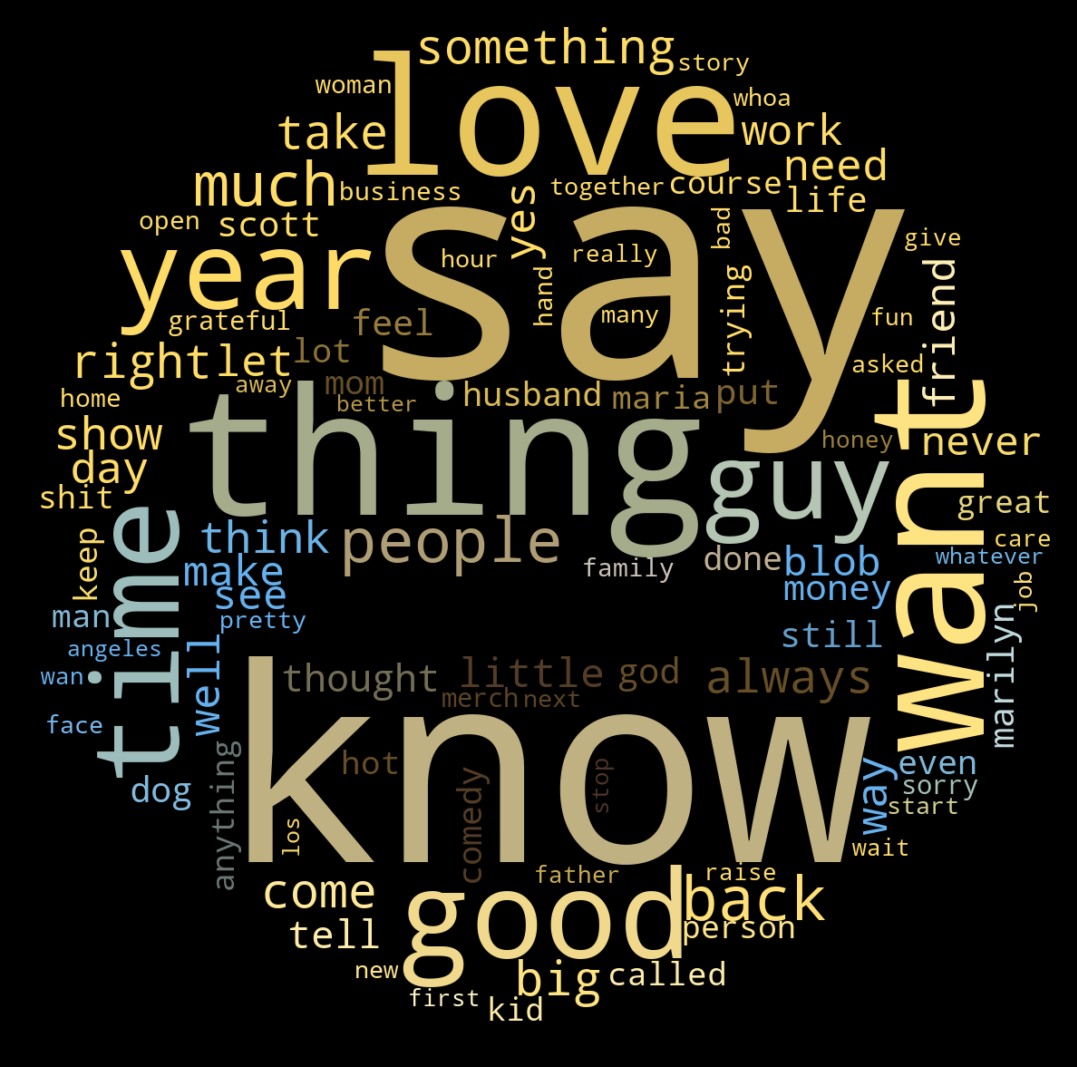 something
story
woman
love
whoa
take
work
much
business
together
course
need
life
open
scott
yes
say
bad
give
year
hour
really
hand
many
trying
friend
fun
grateful
feel
right
let
lot
asked
away
mom
better
husband
maria
put
home
show
thing
guy
honey
want
never
day
shit
great
time
think
people
family
done
blob
care
whatever
keep
make
see
money
job
man
pretty
still
angeles
well
wan
thought
little
god
always
marilyn
merch
next
face
know
hot
comedy
stop
even
way
sorry
dog
anything
start
los
wait
come
father
raise
good
back
tell
person
new
big
called
first
kid